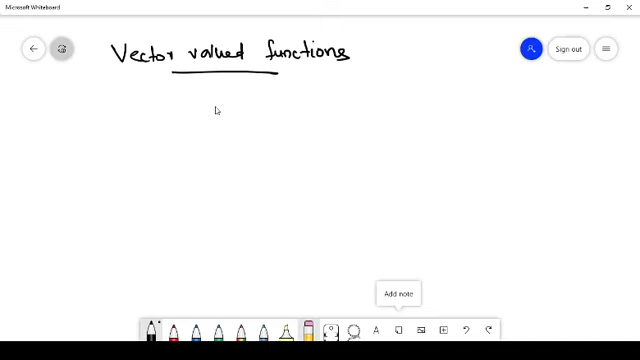 Microsoft Whiteboard
Vector valued functions
Sign out
Add note
A